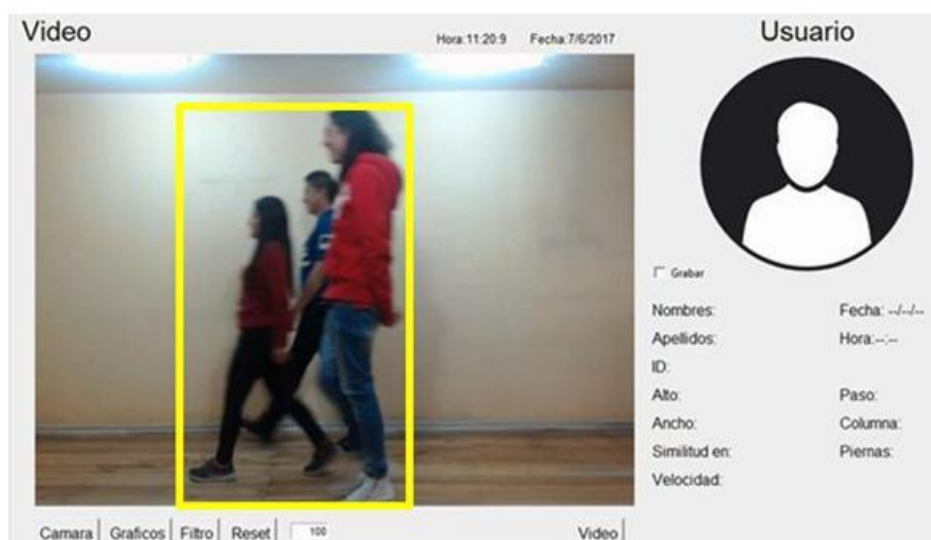 Video
Hora:11:20:9 Fecha:7/6/2017
Usuario
Grabar
Nombres: Fecha: --/--/--
Apellidos: Hora:--:--
ID:
Alto: Paso:
Ancho: Columna:
Similitud en: Piernas:
Velocidad:
Camara Graficos Filtro Reset 100 Video